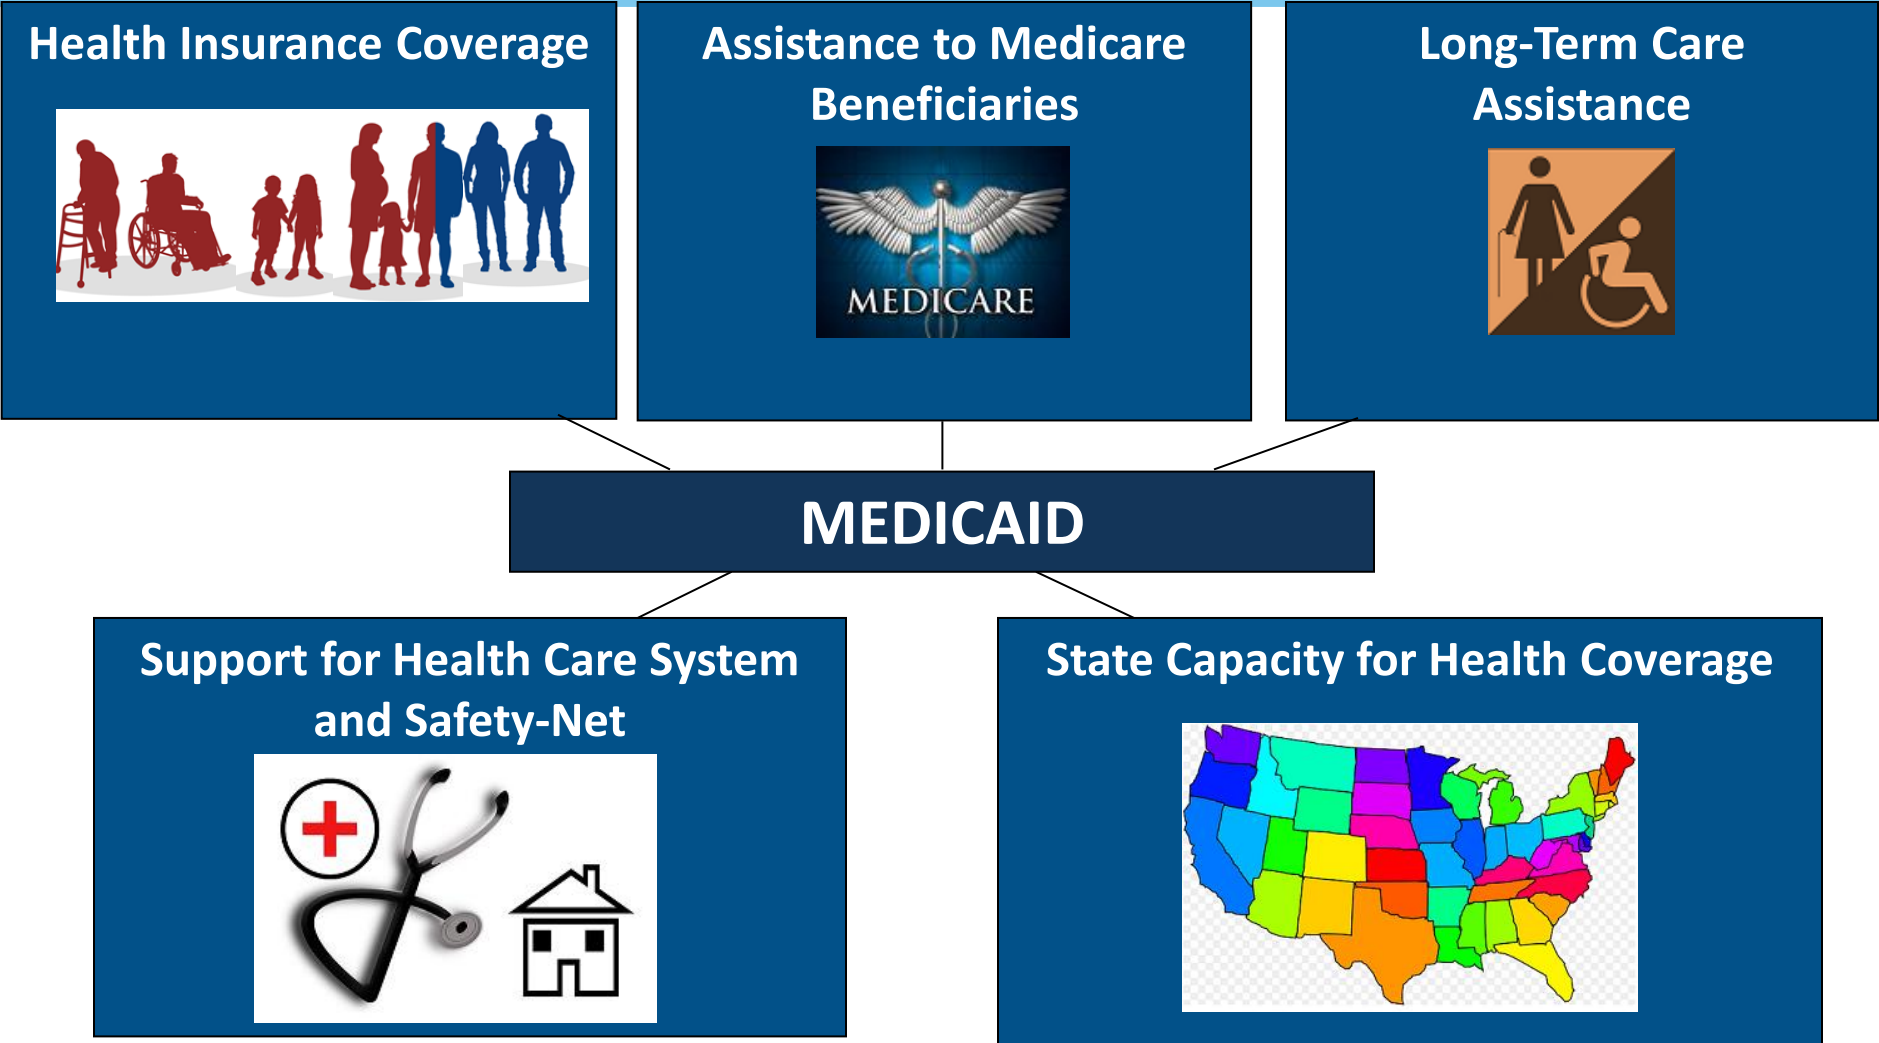 Health Insurance Coverage
Assistance to Medicare
Beneficiaries
MEDICARE
Long-Term Care
Assistance
MEDICAID
Support for Health Care System
and Safety-Net
State Capacity for Health Coverage